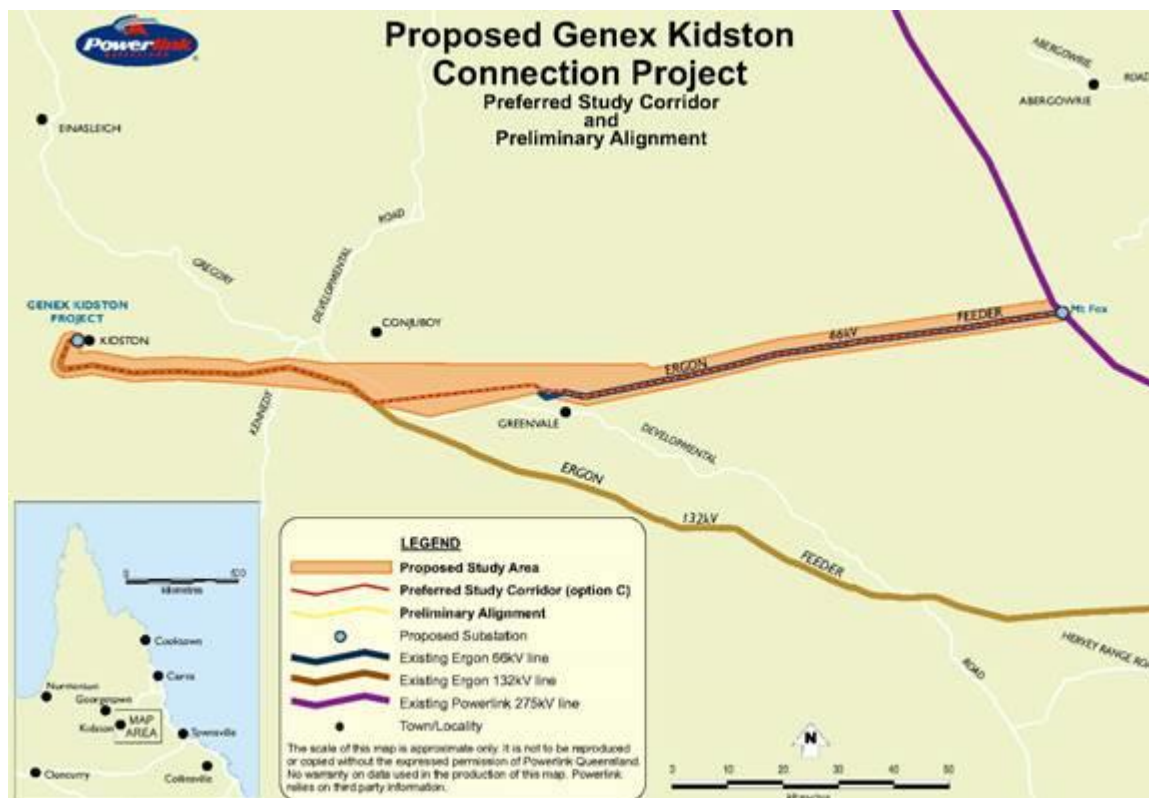 Powerlink
QUEENSLAND
Proposed Genex Kidston
Connection Project
Preferred Study Corridor
and
Preliminary Alignment
ABERGOWRIE
ROAD
ABERGOWRIE
EINASLEIGH
ROAD
DEVELOPMENTAL
GREGORY
GENEX KIDSTON
PROJECT
KIDSTON
CONJUBOY
Mt Fox
FEEDER
66kV
ERGON
KENNEDY
GREENVALE
DEVELOPMENTAL
ERGON
132kV
FEEDER
ROAD
HERVEY RANGE ROAD
LEGEND
Proposed Study Area
Preferred Study Corridor (option C)
Preliminary Alignment
Proposed Substation
Existing Ergon 66kV line
Existing Ergon 132kV line
Existing Powerlink 275kV line
Town/Locality
The scale of this map is approximate only. It is not to be reproduced
or copied without the expressed permission of Powerlink Queensland.
No warranty on data used in the production of this map. Powerlink
relies on third party information.
0
600
kilometres
Cooktown
Cairns
Normanton
Georgetown
Kidston
MAP
AREA
Townsville
Cloncurry
Collinsville
N
0 10 20 30 40 50
kilometres